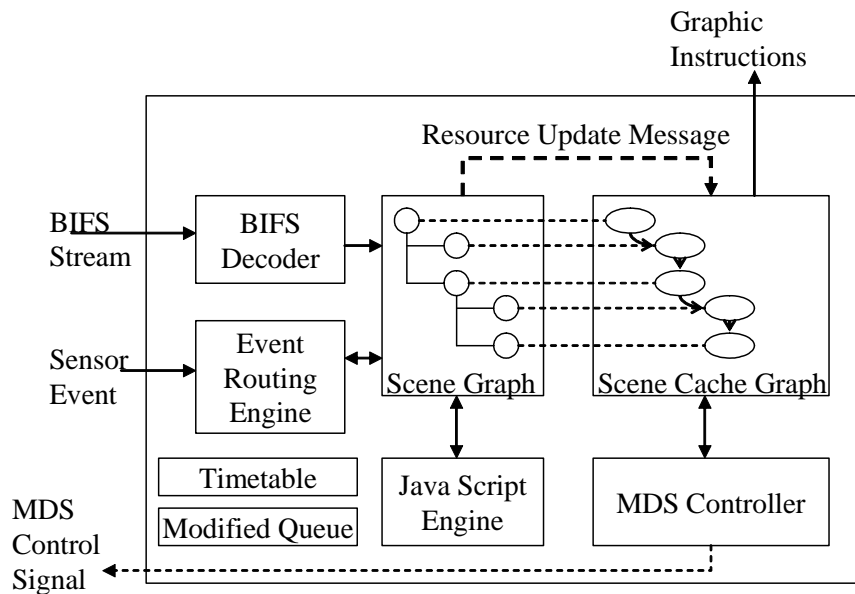 Graphic
Instructions
Resource Update Message
BIFS
Stream
BIFS
Decoder
Sensor
Event
Event
Routing
Engine
Scene Graph
Scene Cache Graph
Timetable
Modified Queue
Java Script
Engine
MDS Controller
MDS
Control
Signal